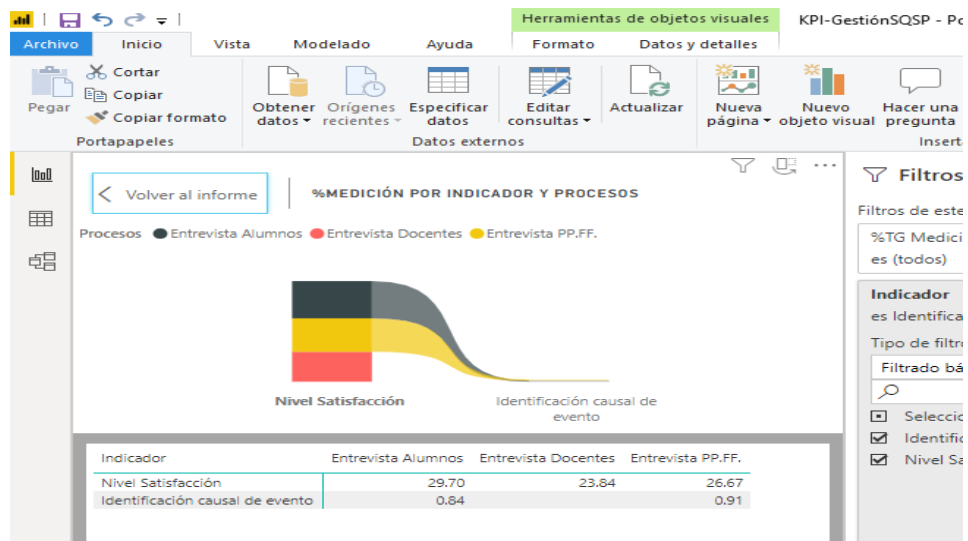 Herramientas de objetos visuales
KPI-GestiónSQSP - Po
Archivo Inicio Vista Modelado Ayuda Formato Datos y detalles
Pegar
Cortar
Copiar
Copiar formato
Portapapeles
Obtener datos
Orígenes recientes
Especificar datos
Editar consultas
Actualizar
Datos externos
Nueva página
Nuevo objeto visual
Hacer una pregunta
Insert
Volver al informe
%MEDICIÓN POR INDICADOR Y PROCESOS
Procesos Entrevista Alumnos Entrevista Docentes Entrevista PP.FF.
Nivel Satisfacción
Identificación causal de
evento
Indicador Entrevista Alumnos Entrevista Docentes Entrevista PP.FF.
Nivel Satisfacción 29.70 23.84 26.67
Identificación causal de evento 0.84 0.91
Filtros
Filtros de este
%TG Medici
es (todos)
Indicador
es Identifica
Tipo de filtro
Filtrado bá
Seleccio
Identific
Nivel Sa